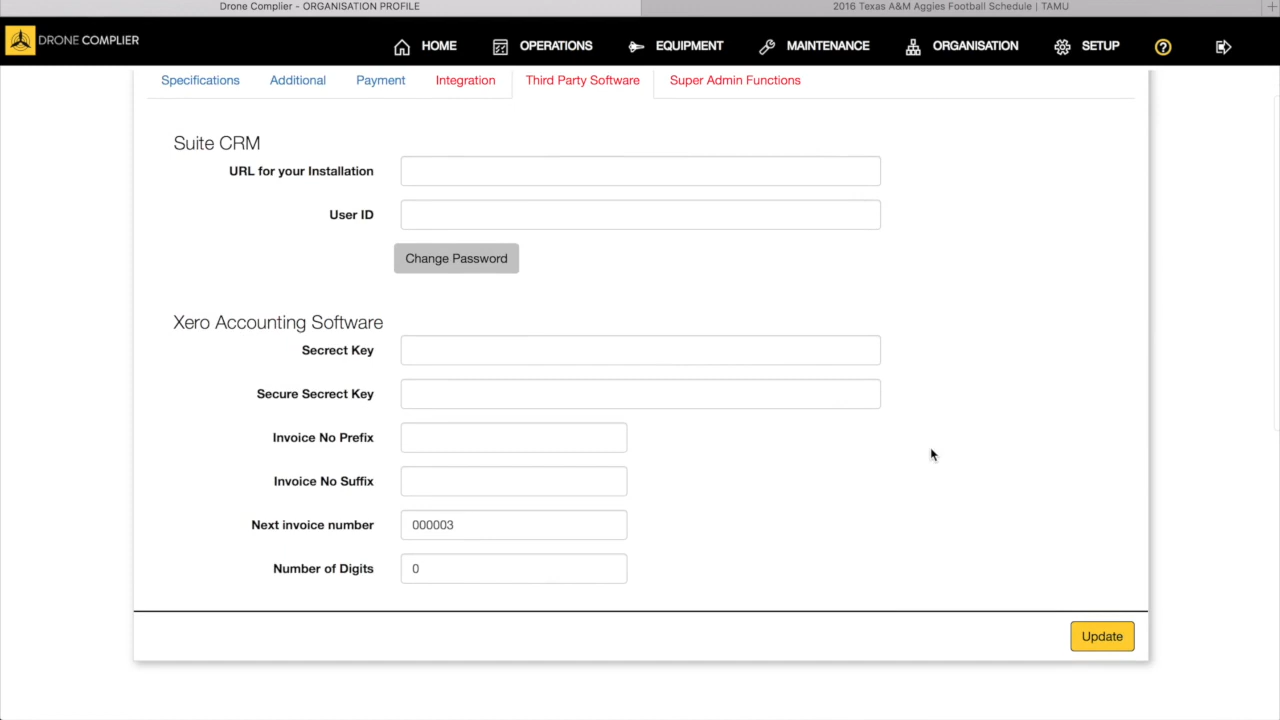 Drone Complier - ORGANISATION PROFILE
2016 Texas A&M Aggies Football Schedule | TAMU
+
DRONE COMPLIER
HOME
OPERATIONS
EQUIPMENT
MAINTENANCE
ORGANISATION
SETUP
?
Specifications
Additional
Payment
Integration
Third Party Software
Super Admin Functions
Suite CRM
URL for your Installation
User ID
Change Password
Xero Accounting Software
Secrect Key
Secure Secrect Key
Invoice No Prefix
Invoice No Suffix
Next invoice number 000003
Number of Digits 0
Update